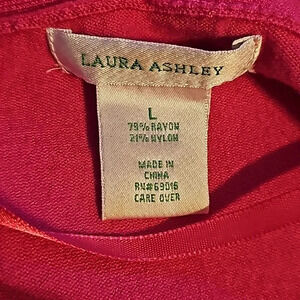 LAURA ASHLEY
L
79% RAYON
21% NYLON
MADE IN
CHINA
RN#69016
CARE OVER